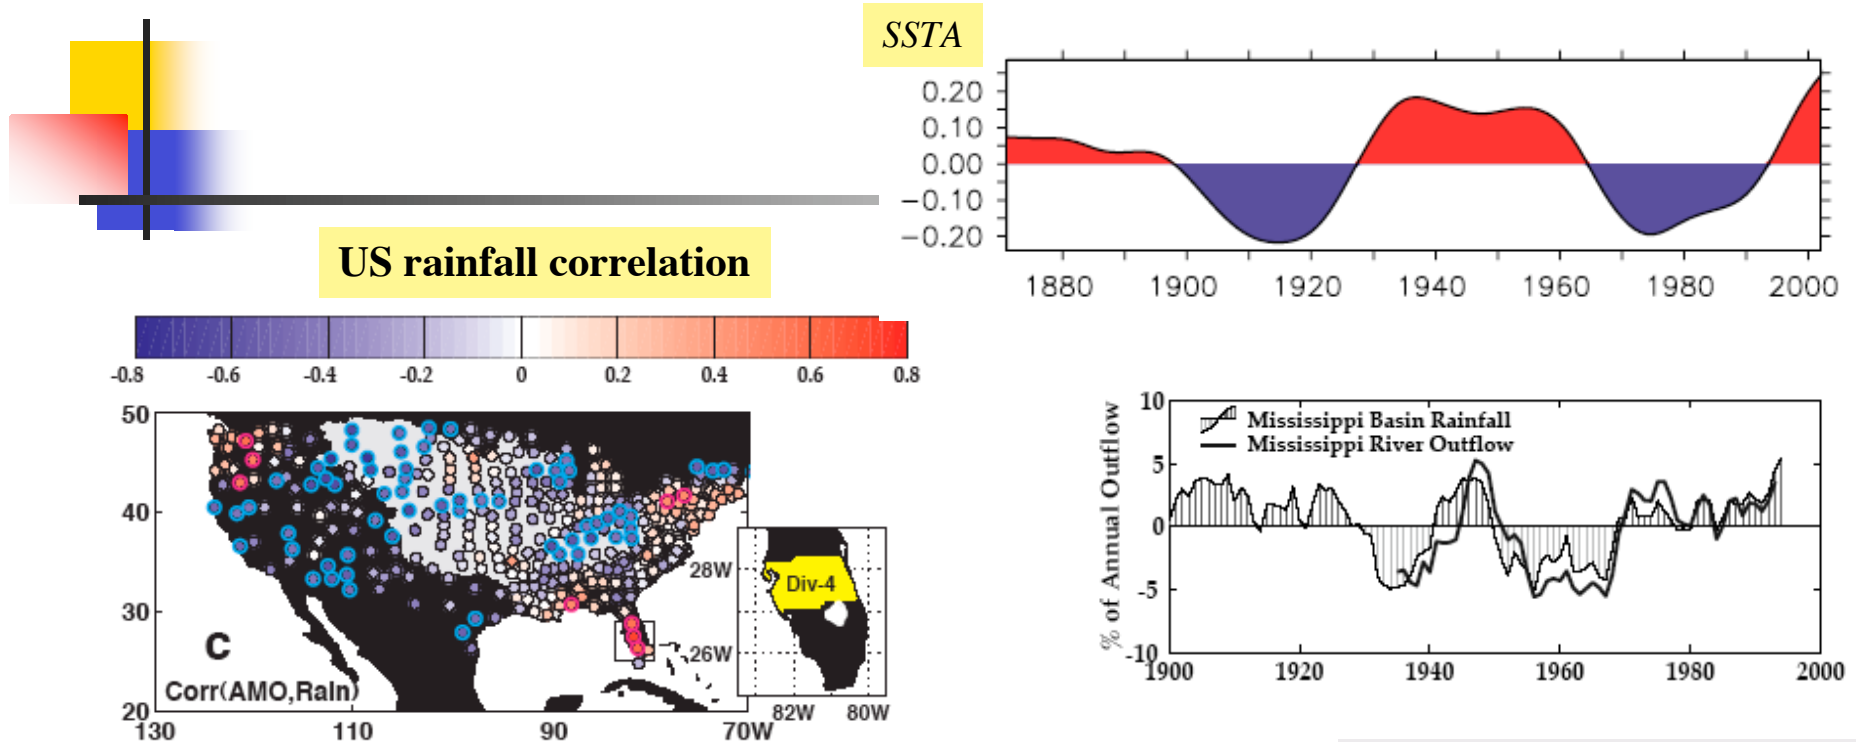 SSTA
0.20
0.10
0.00
−0.10
−0.20
1880 1900 1920 1940 1960 1980 2000
US rainfall correlation
-0.8 -0.6 -0.4 -0.2 0 0.2 0.4 0.6 0.8
50
40
30
20
130 110 90 70W
C
Corr(AMO,Rain)
28W
26W
Div-4
82W 80W
% of Annual Outflow
10
5
0
-5
-10
Mississippi Basin Rainfall
Mississippi River Outflow
1900 1920 1940 1960 1980 2000